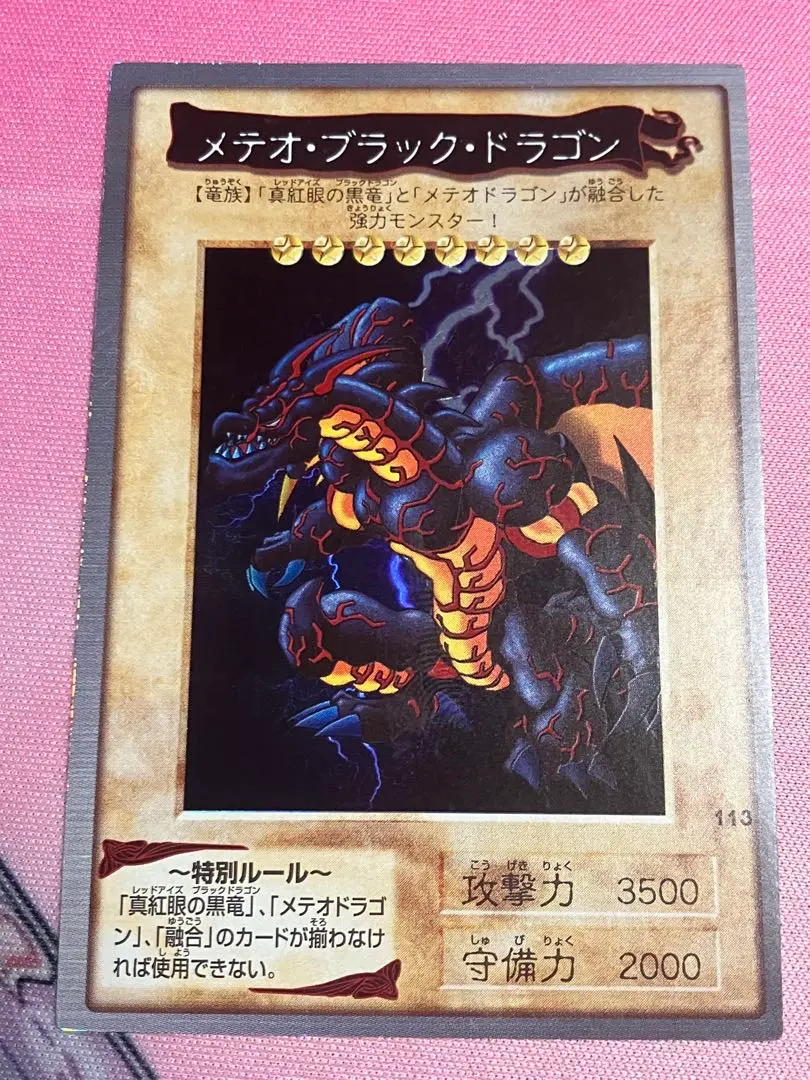 メテオ・ブラック・ドラゴン
【竜族】「真紅眼の黒竜」と「メテオドラゴン」が融合した
強力モンスター！
113
～特別ルール～
「真紅眼の黒竜」、「メテオドラゴ
ン」、「融合」のカードが揃わなけ
れば使用できない。
攻撃力 3500
守備力 2000